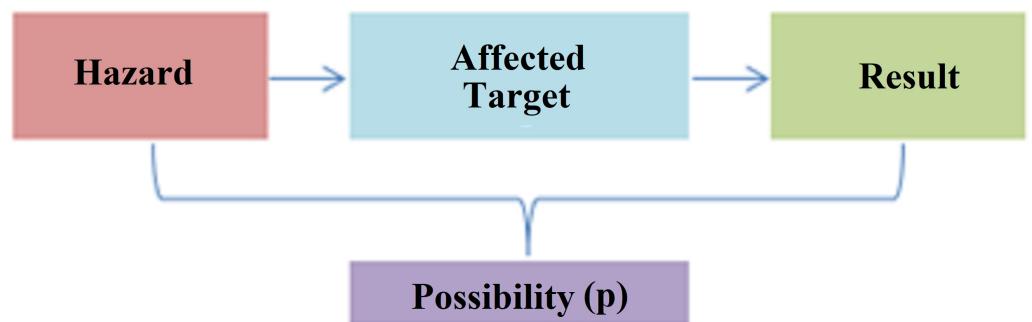 Hazard
Affected
Target
Result
Possibility (p)